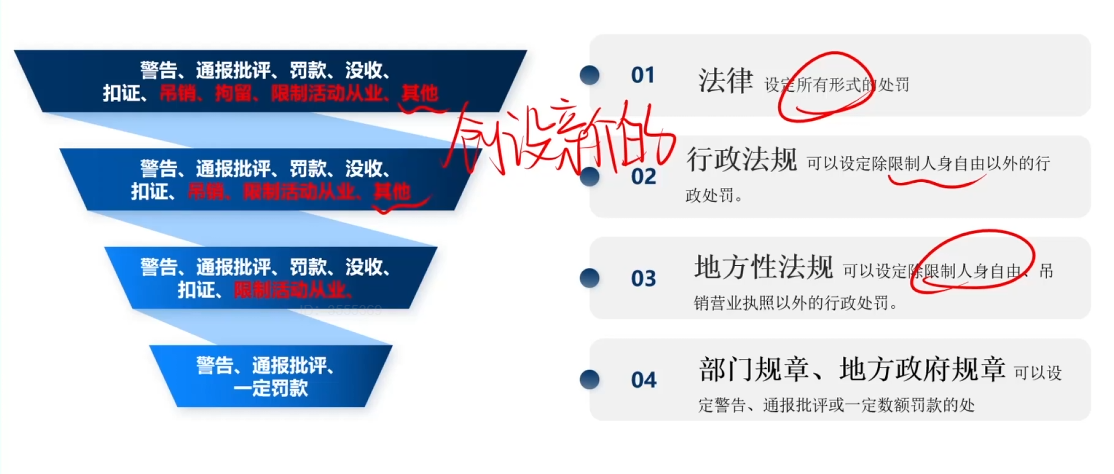 警告、通报批评、罚款、没收、
扣证、吊销、拘留、限制活动从业、其他
警告、通报批评、罚款、没收、
扣证、吊销、限制活动从业、其他
警告、通报批评、罚款、没收、
扣证、限制活动从业、
警告、通报批评、
一定罚款
创设新的
01 法律 设定所有形式的处罚
02 行政法规 可以设定除限制人身自由以外的行
政处罚。
03 地方性法规 可以设定除限制人身自由、吊
销营业执照以外的行政处罚。
04 部门规章、地方政府规章 可以设
定警告、通报批评或一定数额罚款的处